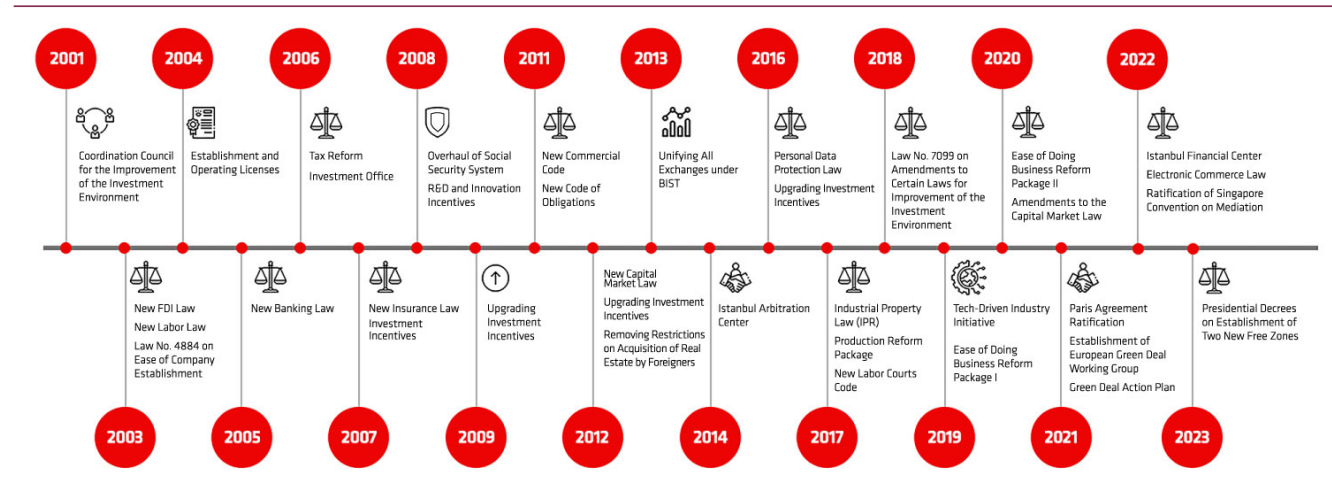 2001
2004
2006
2008
2011
2013
2016
2018
2020
2022
Coordination Council
for the Improvement
of the Investment
Environment
Establishment and
Operating Licenses
Tax Reform
Investment Office
Overhaul of Social
Security System
R&D and Innovation
Incentives
New Commercial
Code
New Code of
Obligations
Unifying All
Exchanges under
BIST
Personal Data
Protection Law
Upgrading Investment
Incentives
Law No. 7099 on
Amendments to
Certain Laws for
Improvement of the
Investment
Environment
Ease of Doing
Business Reform
Package II
Amendments to the
Capital Market Law
Istanbul Financial Center
Electronic Commerce Law
Ratification of Singapore
Convention on Mediation
New FDI Law
New Labor Law
Law No. 4884 on
Ease of Company
Establishment
New Banking Law
New Insurance Law
Investment
Incentives
Upgrading
Investment
Incentives
New Capital
Market Law
Upgrading Investment
Incentives
Removing Restrictions
on Acquisition of Real
Estate by Foreigners
Istanbul Arbitration
Center
Industrial Property
Law (IPR)
Production Reform
Package
New Labor Courts
Code
Tech-Driven Industry
Initiative
Ease of Doing
Business Reform
Package I
Paris Agreement
Ratification
Establishment of
European Green Deal
Working Group
Green Deal Action Plan
Presidential Decrees
on Establishment of
Two New Free Zones
2003
2005
2007
2009
2012
2014
2017
2019
2021
2023